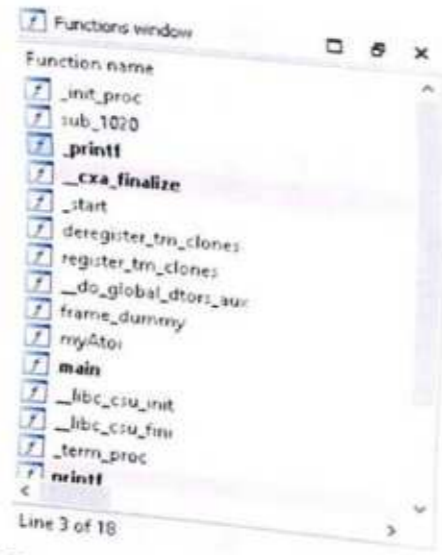 Functions window
Function name
_init_proc
sub_1020
_printf
__cxa_finalize
_start
deregister_tm_clones
register_tm_clones
__do_global_dtors_aux
frame_dummy
myAtoi
main
__libc_csu_init
__libc_csu_fini
_term_proc
printf
Line 3 of 18